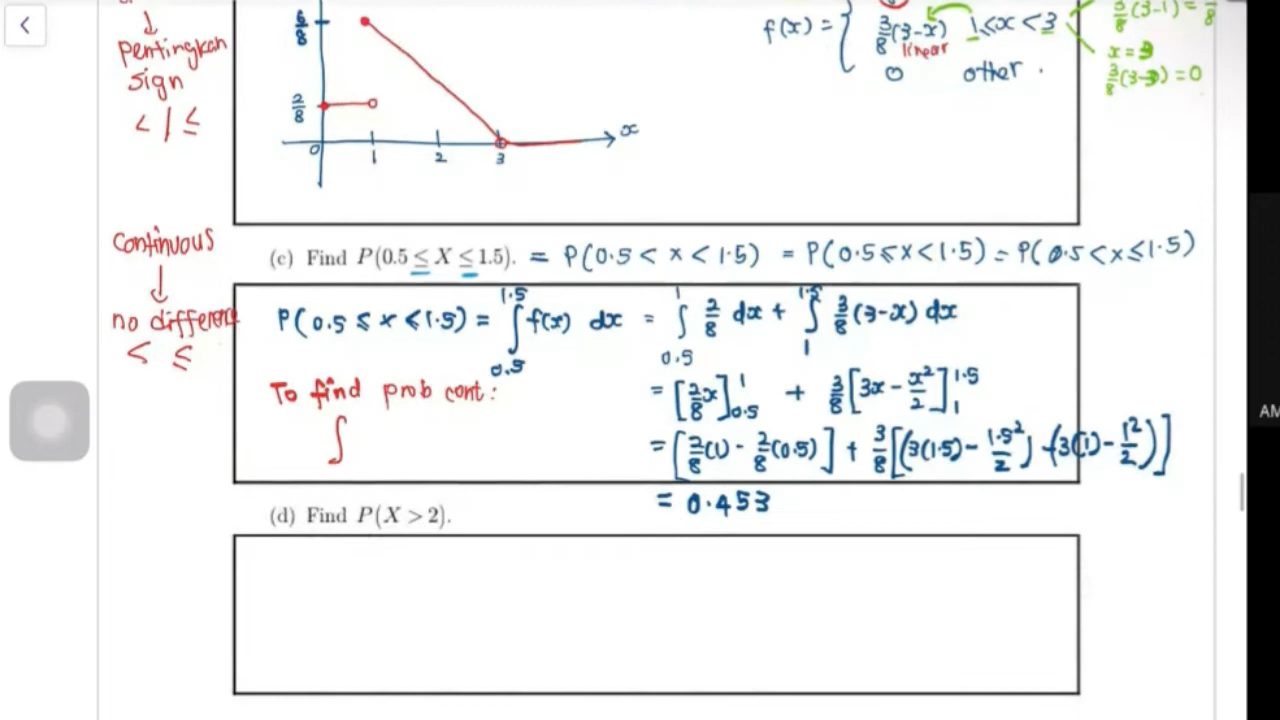 ↓
Pentingkan
sign
< / ≤
6/8
2/8
0 1 2 3 x
f(x) = { 3/8(3-x) 1≤x<3
linear
0 other.
3/8(3-1) = 6/8
x=3
3/8(3-3)=0
continuous
↓
no difference
< ≤
(c) Find P(0.5 ≤ X ≤ 1.5). = P(0.5 < x < 1.5) = P(0.5 ≤ x < 1.5) = P(0.5 < x ≤ 1.5)
P(0.5 ≤ x < 1.5) = ∫_{0.5}^{1.5} f(x) dx = ∫_{0.5}^{1} 2/8 dx + ∫_{1}^{1.5} 3/8(3-x) dx
To find prob cont:
∫
= [2/8x]_{0.5}^{1} + 3/8[3x - x²/2]_{1}^{1.5}
= [2/8(1) - 2/8(0.5)] + 3/8[(3(1.5) - 1.5²/2) - (3(1) - 1²/2)]
= 0.453
(d) Find P(X > 2).
AM